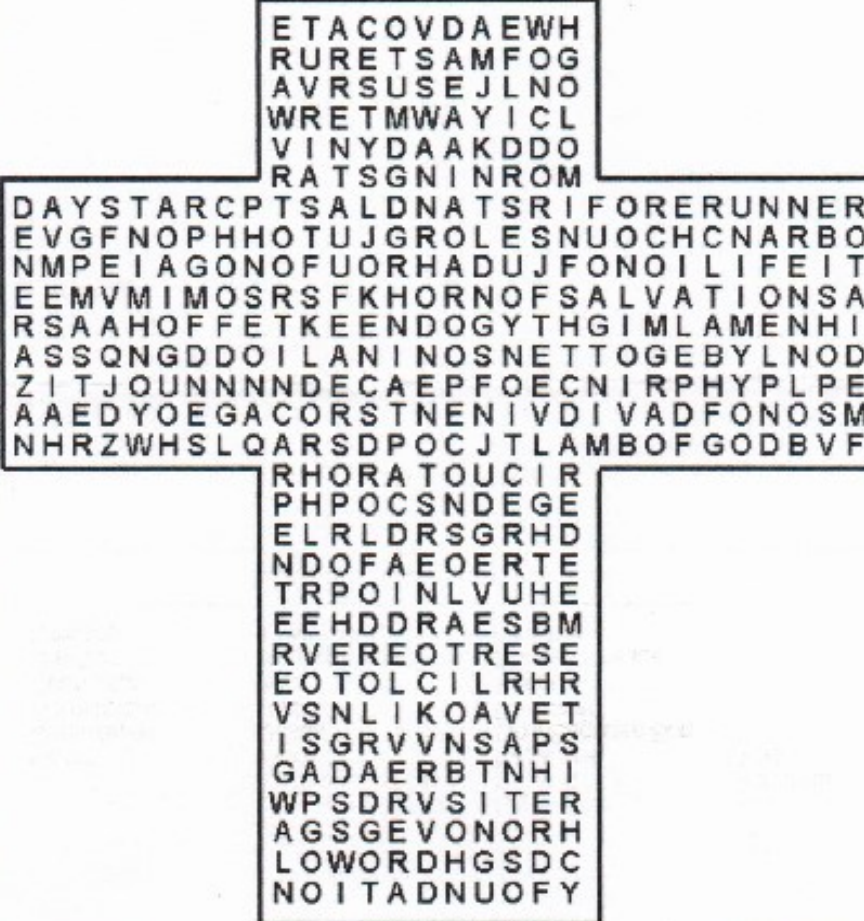 ETACOVDAEWH
RURETSAMFOG
AVRSUSEJLNO
WRETMWAYICL
VINYDAAKDDO
RATSGNINROM
DAYSTARCPTSALDNATSRIFORERUNNER
EVGFNOPHHOTUJGROLESNUOCHCNARBO
NMPEIAGONOFUORHADUJFONOILIFEIT
EEMVMIMOSRSFKHORNOFSALVATIONSA
RSAAHOFFETKEENDOGYTHGIMLAMENHI
ASSQNGDDOILANINOSNETTOGEBYLNOD
ZITJOUNNNNDECAEPFOECNIRPHYPLPE
AAEDYOEGACORSTNENIVDIVADFONOSM
NHRZWHSLQARSDPOCJTLAMBOFGODBVF
RHORATOUCIR
PHPOCSNDEGE
ELRLDRSGRHD
NDOFAEOERTE
TRPOINLVUHE
EEHDDRAESBM
RVEREOTRESE
EOTOLCILRHR
VSNLIKOAVET
ISGRVVNSAPS
GADAERBTNHI
WPSDRVSITER
AGSGEVONORH
LOWORDHGSDC
NOITADNUOFY